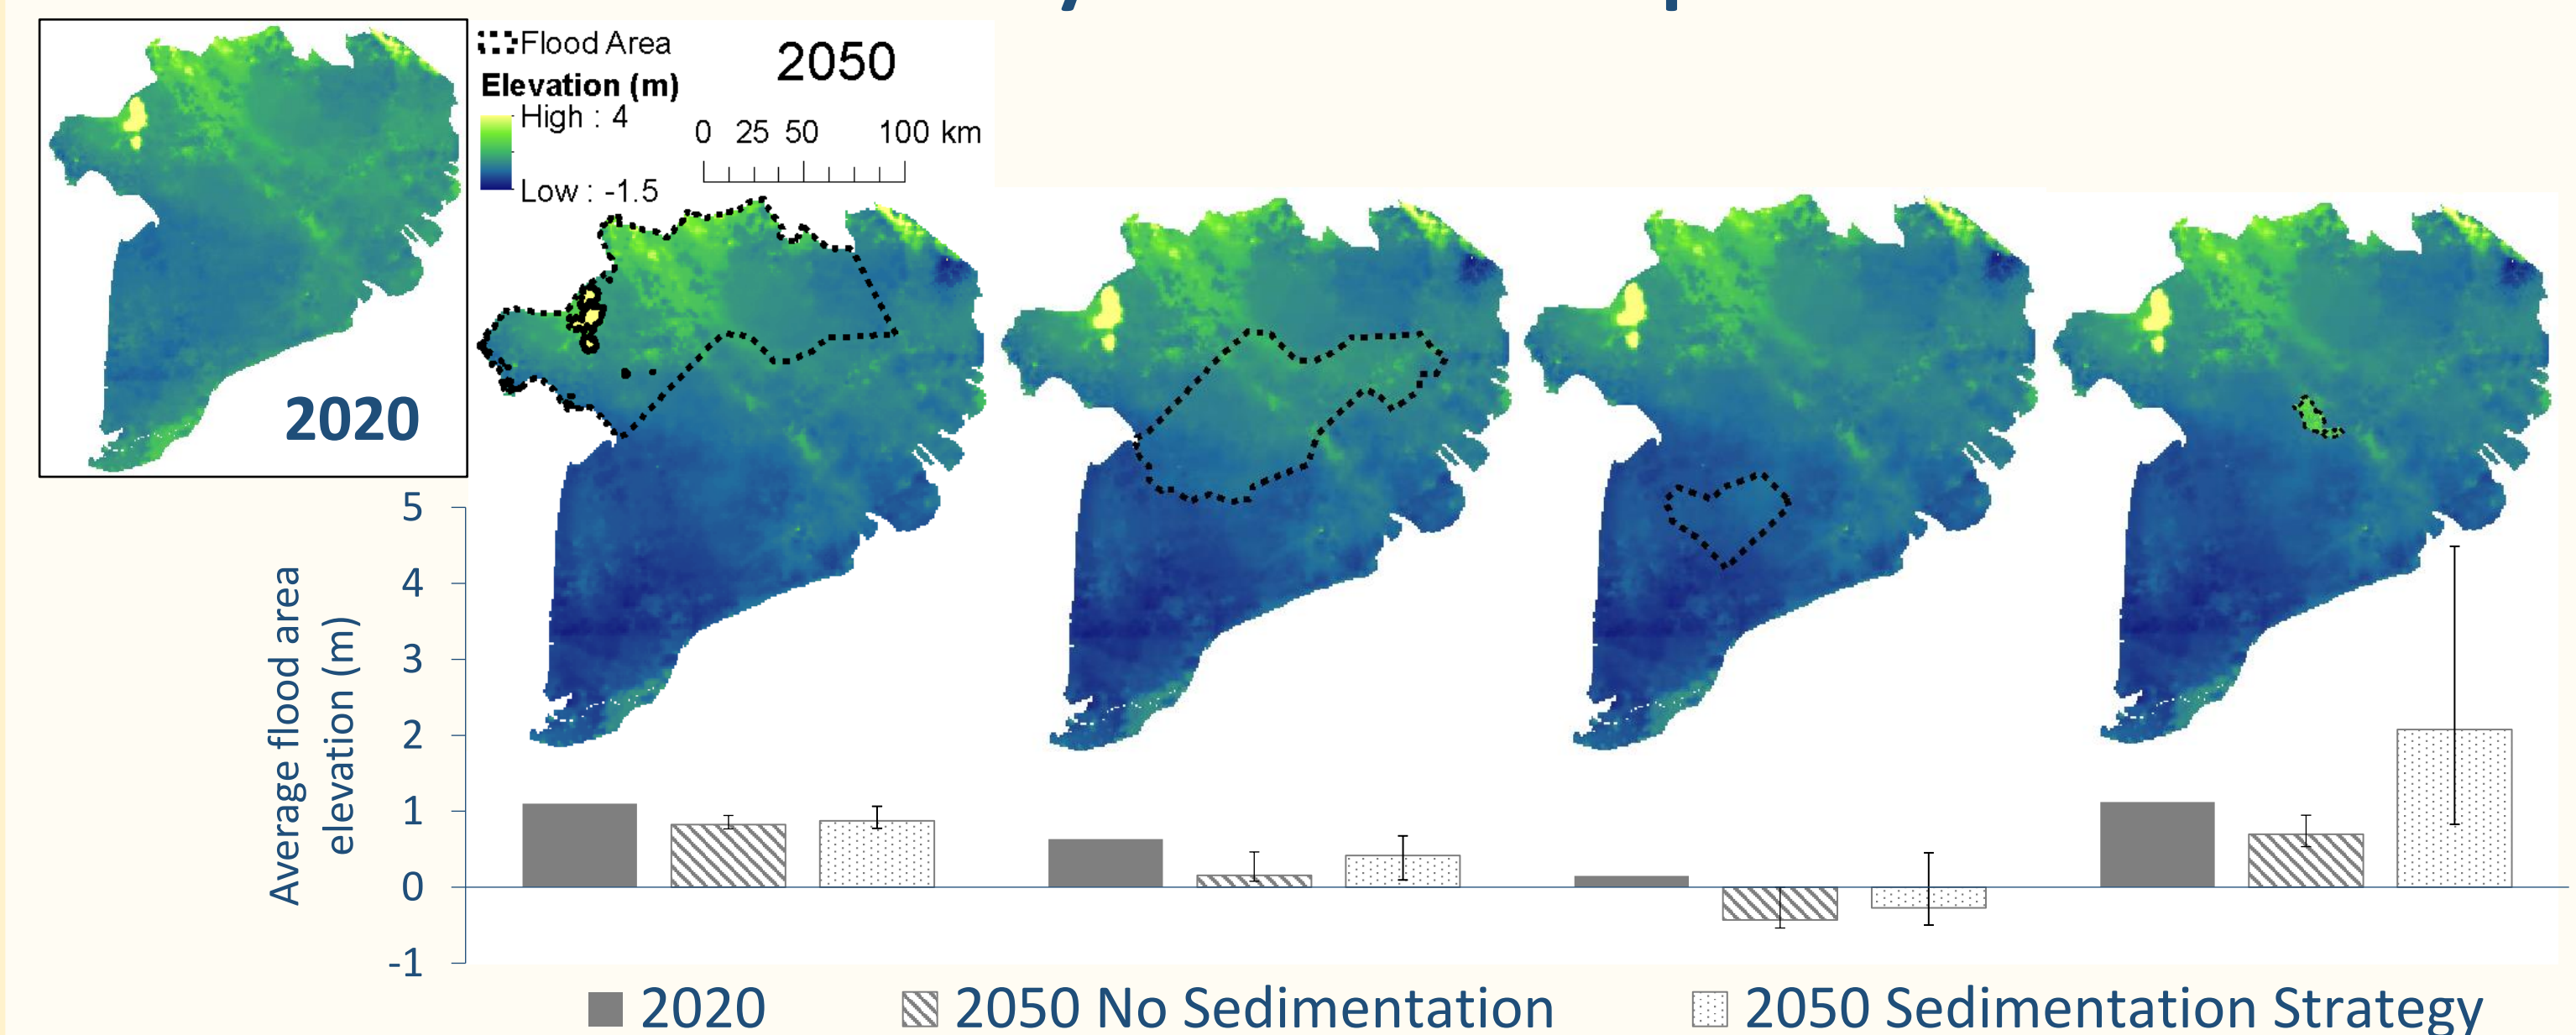 2020
Flood Area
Elevation (m)
High : 4
Low : -1.5
2050
0 25 50 100 km
Average flood area
elevation (m)
5
4
3
2
1
0
-1
2020
2050 No Sedimentation
2050 Sedimentation Strategy